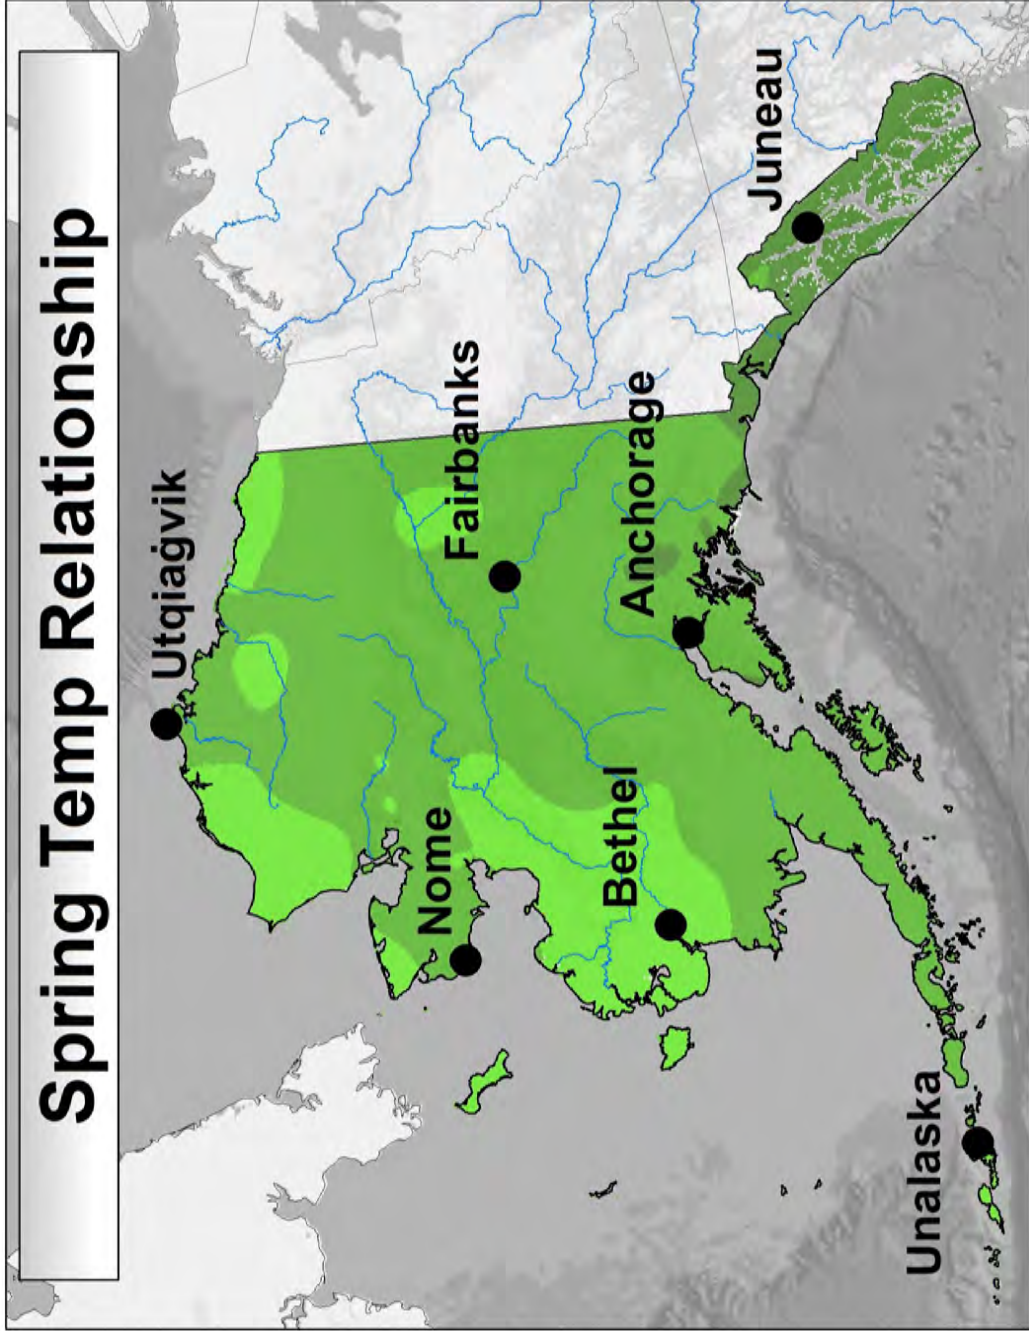 Spring Temp Relationship
Utqiaġvik
Fairbanks
Nome
Anchorage
Juneau
Bethel
Unalaska